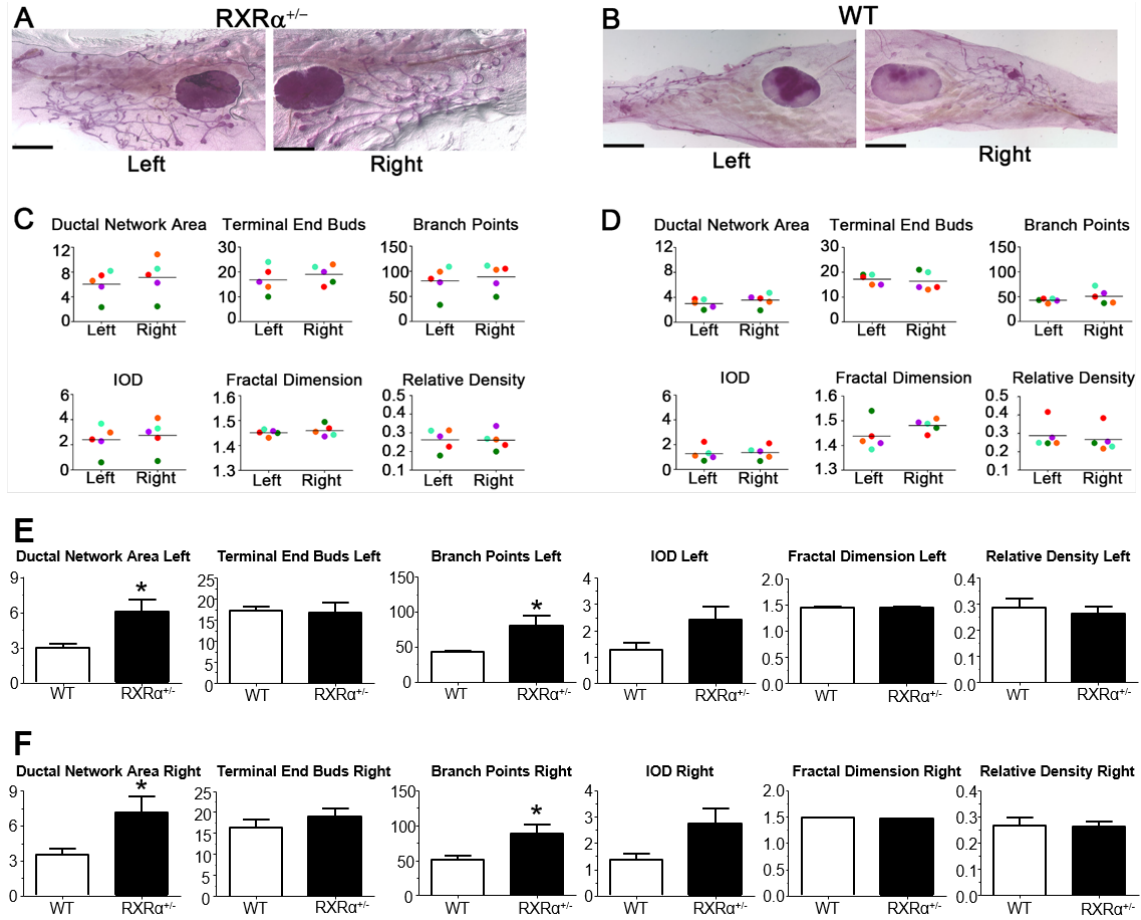 A
RXRα+/−
Left
Right
B
WT
Left
Right
C
Ductal Network Area
Terminal End Buds
Branch Points
12
8
4
0
Left
Right
30
20
10
0
Left
Right
150
100
50
0
Left
Right
IOD
Fractal Dimension
Relative Density
6
4
2
0
Left
Right
1.6
1.5
1.4
1.3
Left
Right
0.5
0.4
0.3
0.2
0.1
Left
Right
D
Ductal Network Area
Terminal End Buds
Branch Points
12
8
4
0
Left
Right
30
20
10
0
Left
Right
150
100
50
0
Left
Right
IOD
Fractal Dimension
Relative Density
6
4
2
0
Left
Right
1.6
1.5
1.4
1.3
Left
Right
0.5
0.4
0.3
0.2
0.1
Left
Right
E
Ductal Network Area Left
9
6
3
0
*
WT
RXRα+/-
Terminal End Buds Left
25
20
15
10
5
0
WT
RXRα+/-
Branch Points Left
150
100
50
0
*
WT
RXRα+/-
IOD Left
4
3
2
1
0
WT
RXRα+/-
Fractal Dimension Left
2.0
1.5
1.0
0.5
0.0
WT
RXRα+/-
Relative Density Left
0.4
0.3
0.2
0.1
0.0
WT
RXRα+/-
F
Ductal Network Area Right
9
6
3
0
*
WT
RXRα+/-
Terminal End Buds Right
25
20
15
10
5
0
WT
RXRα+/-
Branch Points Right
150
100
50
0
*
WT
RXRα+/-
IOD Right
4
3
2
1
0
WT
RXRα+/-
Fractal Dimension Right
2.0
1.5
1.0
0.5
0.0
WT
RXRα+/-
Relative Density Right
0.4
0.3
0.2
0.1
0.0
WT
RXRα+/-